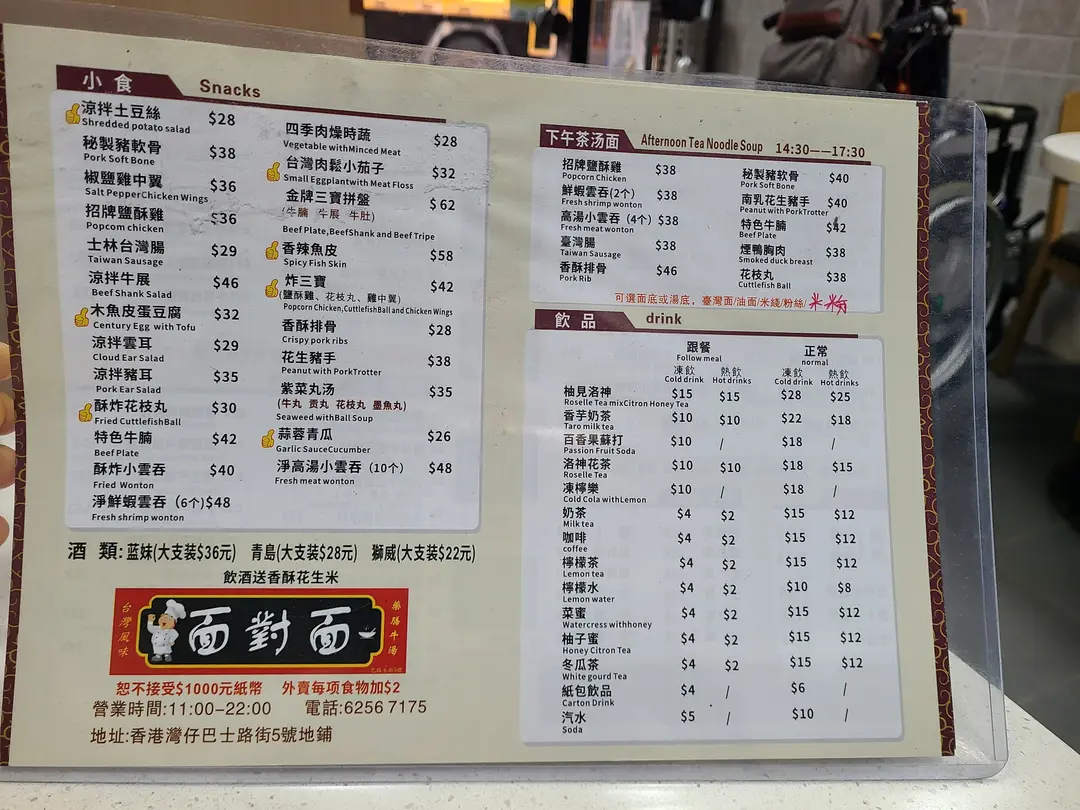 小食 Snacks
涼拌土豆絲 $28
Shredded potato salad
秘製豬軟骨 $38
Pork Soft Bone
椒鹽雞中翼 $36
Salt PepperChicken Wings
招牌鹽酥雞 $36
Popcom chicken
士林台灣腸 $29
Taiwan Sausage
涼拌牛展 $46
Beef Shank Salad
木魚皮蛋豆腐 $32
Century Egg with Tofu
涼拌雲耳 $29
Cloud Ear Salad
涼拌豬耳 $35
Pork Ear Salad
酥炸花枝丸 $30
Fried CuttlefishBall
特色牛腩 $42
Beef Plate
酥炸小雲吞 $40
Fried Wonton
淨鮮蝦雲吞（6个)$48
Fresh shrimp wonton
四季肉燥時蔬 $28
Vegetable withMinced Meat
台灣肉鬆小茄子 $32
Small Eggplantwith Meat Floss
金牌三寶拼盤 $62
(牛腩 牛展 牛肚)
Beef Plate,BeefShank and Beef Tripe
香辣魚皮 $58
Spicy Fish Skin
炸三寶 $42
(鹽酥雞、花枝丸、雞中翼)
Popcorn Chicken,CuttlefishBall and Chicken Wings
香酥排骨 $28
Crispy pork ribs
花生豬手 $38
Peanut with PorkTrotter
紫菜丸汤 $35
(牛丸 贡丸 花枝丸 墨魚丸)
Seaweed withBall Soup
蒜蓉青瓜 $26
Garlic SauceCucumber
淨高湯小雲吞（10个） $48
Fresh meat wonton
酒 類:蓝妹(大支装$36元) 青島(大支装$28元) 獅威(大支装$22元)
飲酒送香酥花生米
台灣風味
面對面
藥膳牛湯
恕不接受$1000元紙幣 外賣每项食物加$2
營業時間:11:00-22:00 電話:6256 7175
地址:香港灣仔巴士路街5號地鋪
下午茶汤面 Afternoon Tea Noodle Soup 14:30——17:30
招牌鹽酥雞 $38
Popcorn Chicken
鮮蝦雲吞(2个) $38
Fresh shrimp wonton
高湯小雲吞（4个) $38
Fresh meat wonton
臺灣腸 $38
Taiwan Sausage
香酥排骨 $46
Pork Rib
秘製豬軟骨 $40
Pork Soft Bone
南乳花生豬手 $40
Peanut with PorkTrotter
特色牛腩 $42
Beef Plate
煙鴨胸肉 $38
Smoked duck breast
花枝丸 $38
Cuttlefish Ball
可選面底或湯底，臺灣面/油面/米綫/粉絲/米粉
飲 品 drink
跟餐 正常
Follow meal normal
凍飲 熱飲 凍飲 熱飲
Cold drink Hot drinks Cold drink Hot drinks
柚見洛神 $15 $15 $28 $25
Roselle Tea mixCitron Honey Tea
香芋奶茶 $10 $10 $22 $18
Taro milk tea
百香果蘇打 $10 / $18 /
Passion Fruit Soda
洛神花茶 $10 $10 $18 $15
Roselle Tea
凍檸樂 $10 / $18 /
Cold Cola withLemon
奶茶 $4 $2 $15 $12
Milk tea
咖啡 $4 $2 $15 $12
coffee
檸檬茶 $4 $2 $15 $12
Lemon tea
檸檬水 $4 $2 $10 $8
Lemon water
菜蜜 $4 $2 $15 $12
Watercress withhoney
柚子蜜 $4 $2 $15 $12
Honey Citron Tea
冬瓜茶 $4 $2 $15 $12
White gourd Tea
紙包飲品 $4 / $6 /
Carton Drink
汽水 $5 / $10 /
Soda